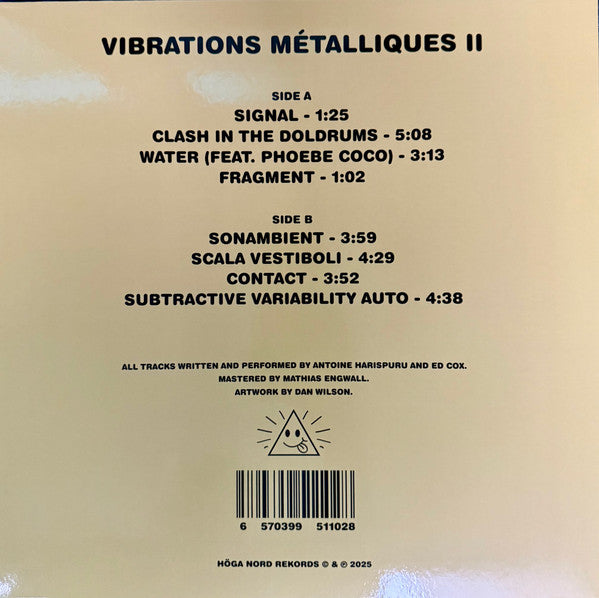 VIBRATIONS MÉTALLIQUES II
SIDE A
SIGNAL - 1:25
CLASH IN THE DOLDRUMS - 5:08
WATER (FEAT. PHOEBE COCO) - 3:13
FRAGMENT - 1:02
SIDE B
SONAMBIENT - 3:59
SCALA VESTIBOLI - 4:29
CONTACT - 3:52
SUBTRACTIVE VARIABILITY AUTO - 4:38
ALL TRACKS WRITTEN AND PERFORMED BY ANTOINE HARISPURU AND ED COX.
MASTERED BY MATHIAS ENGWALL.
ARTWORK BY DAN WILSON.
6 570399 511028
HÖGA NORD REKORDS © & ℗ 2025